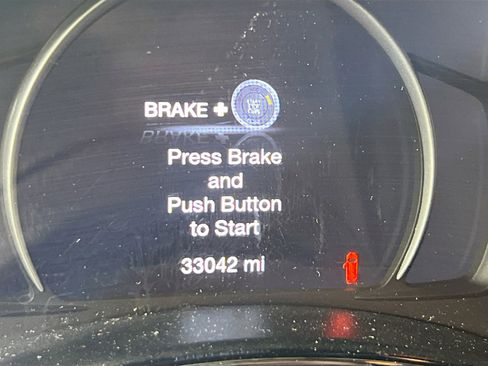 BRAKE +
Press Brake
and
Push Button
to Start
33042 mi